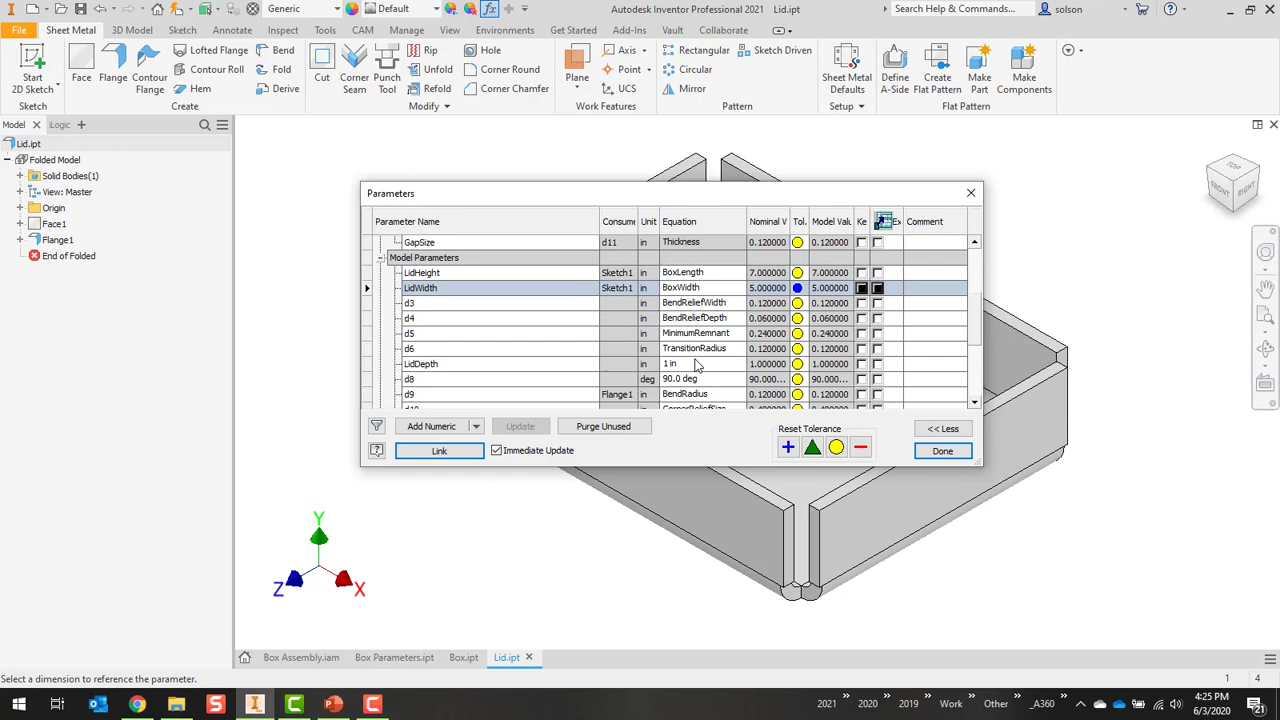 Generic
Default
Autodesk Inventor Professional 2021 Lid.ipt
Search Help & Commands...
solson
File
Sheet Metal
3D Model
Sketch
Annotate
Inspect
Tools
CAM
Manage
View
Environments
Get Started
Add-Ins
Vault
Collaborate
Start
2D Sketch
Face
Flange
Contour
Flange
Lofted Flange
Contour Roll
Hem
Bend
Fold
Derive
Cut
Corner
Seam
Punch
Tool
Rip
Unfold
Refold
Hole
Corner Round
Corner Chamfer
Plane
Axis
Point
UCS
Rectangular
Circular
Mirror
Sketch Driven
Sheet Metal
Defaults
Define
A-Side
Create
Flat Pattern
Make
Part
Make
Components
Sketch
Create
Modify
Work Features
Pattern
Setup
Flat Pattern
Model
iLogic
Lid.ipt
Folded Model
Solid Bodies(1)
View: Master
Origin
Face1
Flange1
End of Folded
TOP
FRONT
RIGHT
Parameters
Parameter Name Consume Unit Equation Nominal V Tol. Model Valu Ke Ex Comment
GapSize d11 in Thickness 0.120000 0.120000
Model Parameters
LidHeight Sketch1 in BoxLength 7.000000 7.000000
LidWidth Sketch1 in BoxWidth 5.000000 5.000000
d3 in BendReliefWidth 0.120000 0.120000
d4 in BendReliefDepth 0.060000 0.060000
d5 in MinimumRemnant 0.240000 0.240000
d6 in TransitionRadius 0.120000 0.120000
LidDepth in 1 in 1.000000 1.000000
d8 deg 90.0 deg 90.000... 90.000...
d9 Flange1 in BendRadius 0.120000 0.120000
Add Numeric
Update
Purge Unused
Reset Tolerance
<< Less
Link
Immediate Update
Done
Y
Z
X
Box Assembly.iam
Box Parameters.ipt
Box.ipt
Lid.ipt
Select a dimension to reference the parameter.
1
4
2021
2020
2019
Work
Other
_A360
4:25 PM
6/3/2020
21